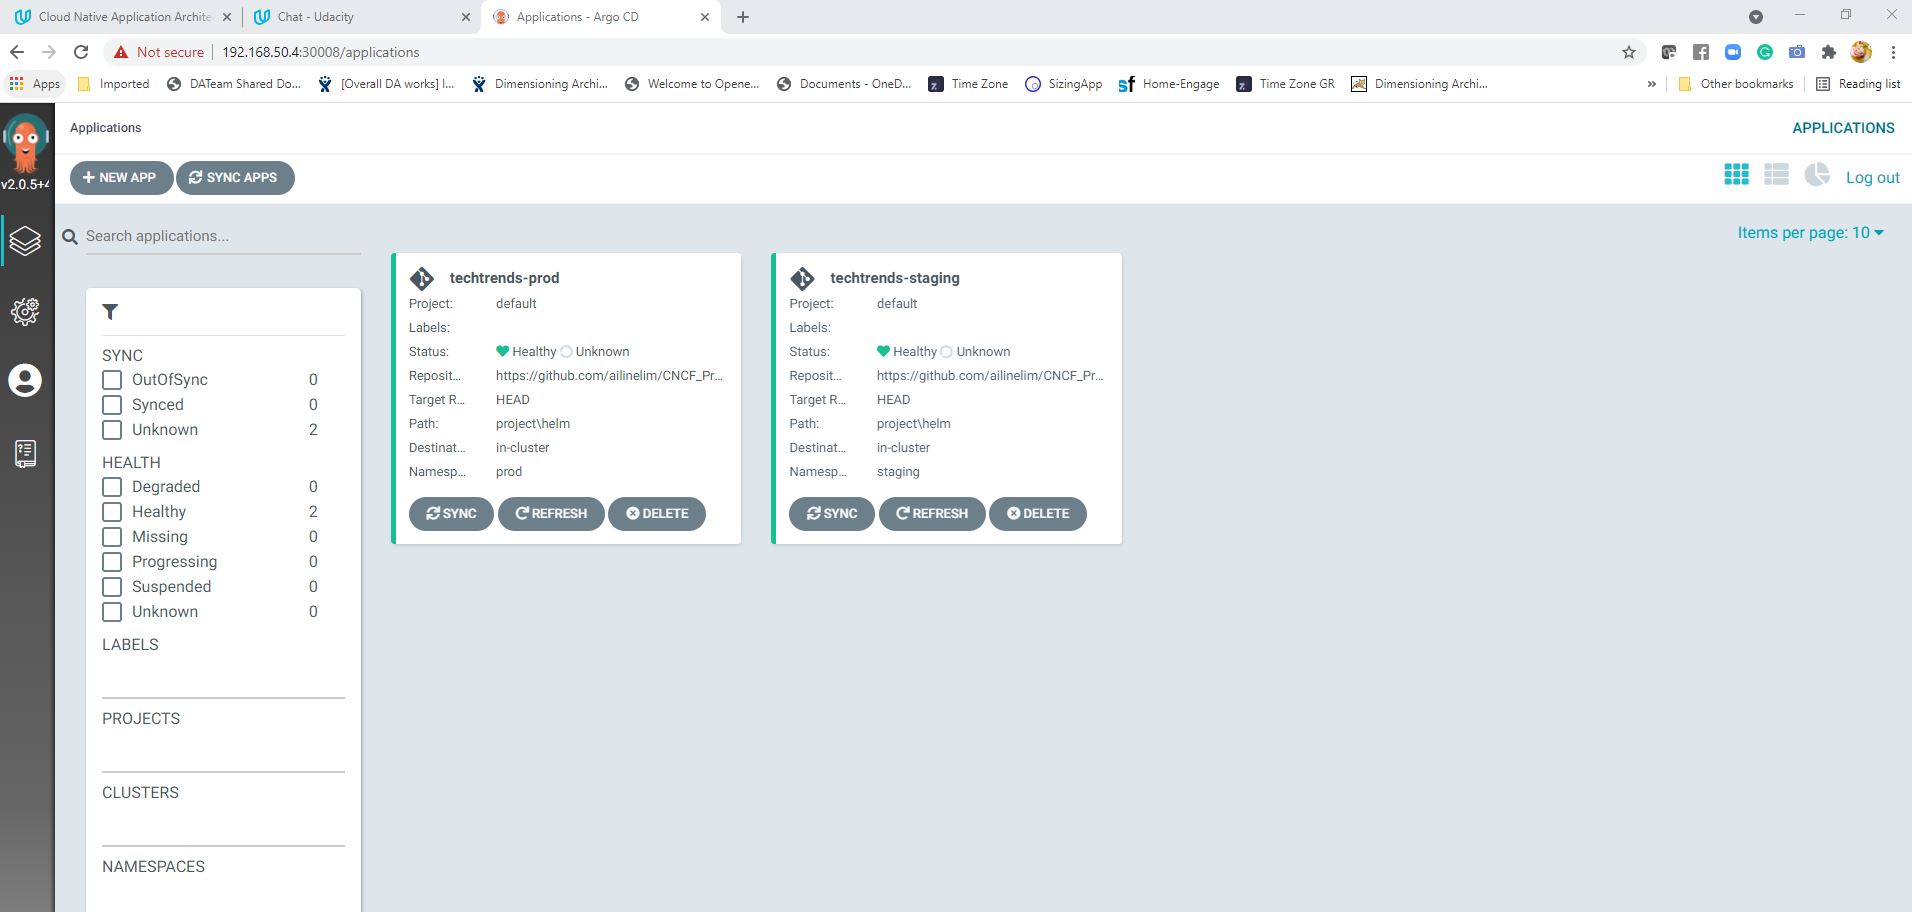 Cloud Native Application Archite
Chat - Udacity
Applications - Argo CD
Not secure
192.168.50.4:30008/applications
Apps
Imported
DATeam Shared Do...
[Overall DA works] I...
Dimensioning Archi...
Welcome to Opene...
Documents - OneD...
Time Zone
SizingApp
Home-Engage
Time Zone GR
Dimensioning Archi...
»
Other bookmarks
Reading list
v2.0.5+4
Applications
APPLICATIONS
NEW APP
SYNC APPS
Log out
Search applications...
Items per page: 10
SYNC
OutOfSync 0
Synced 0
Unknown 2
HEALTH
Degraded 0
Healthy 2
Missing 0
Progressing 0
Suspended 0
Unknown 0
LABELS
PROJECTS
CLUSTERS
NAMESPACES
techtrends-prod
Project: default
Labels:
Status: Healthy Unknown
Reposit... https://github.com/ailinelim/CNCF_Pr...
Target R... HEAD
Path: project\helm
Destinat... in-cluster
Namesp... prod
SYNC REFRESH DELETE
techtrends-staging
Project: default
Labels:
Status: Healthy Unknown
Reposit... https://github.com/ailinelim/CNCF_Pr...
Target R... HEAD
Path: project\helm
Destinat... in-cluster
Namesp... staging
SYNC REFRESH DELETE